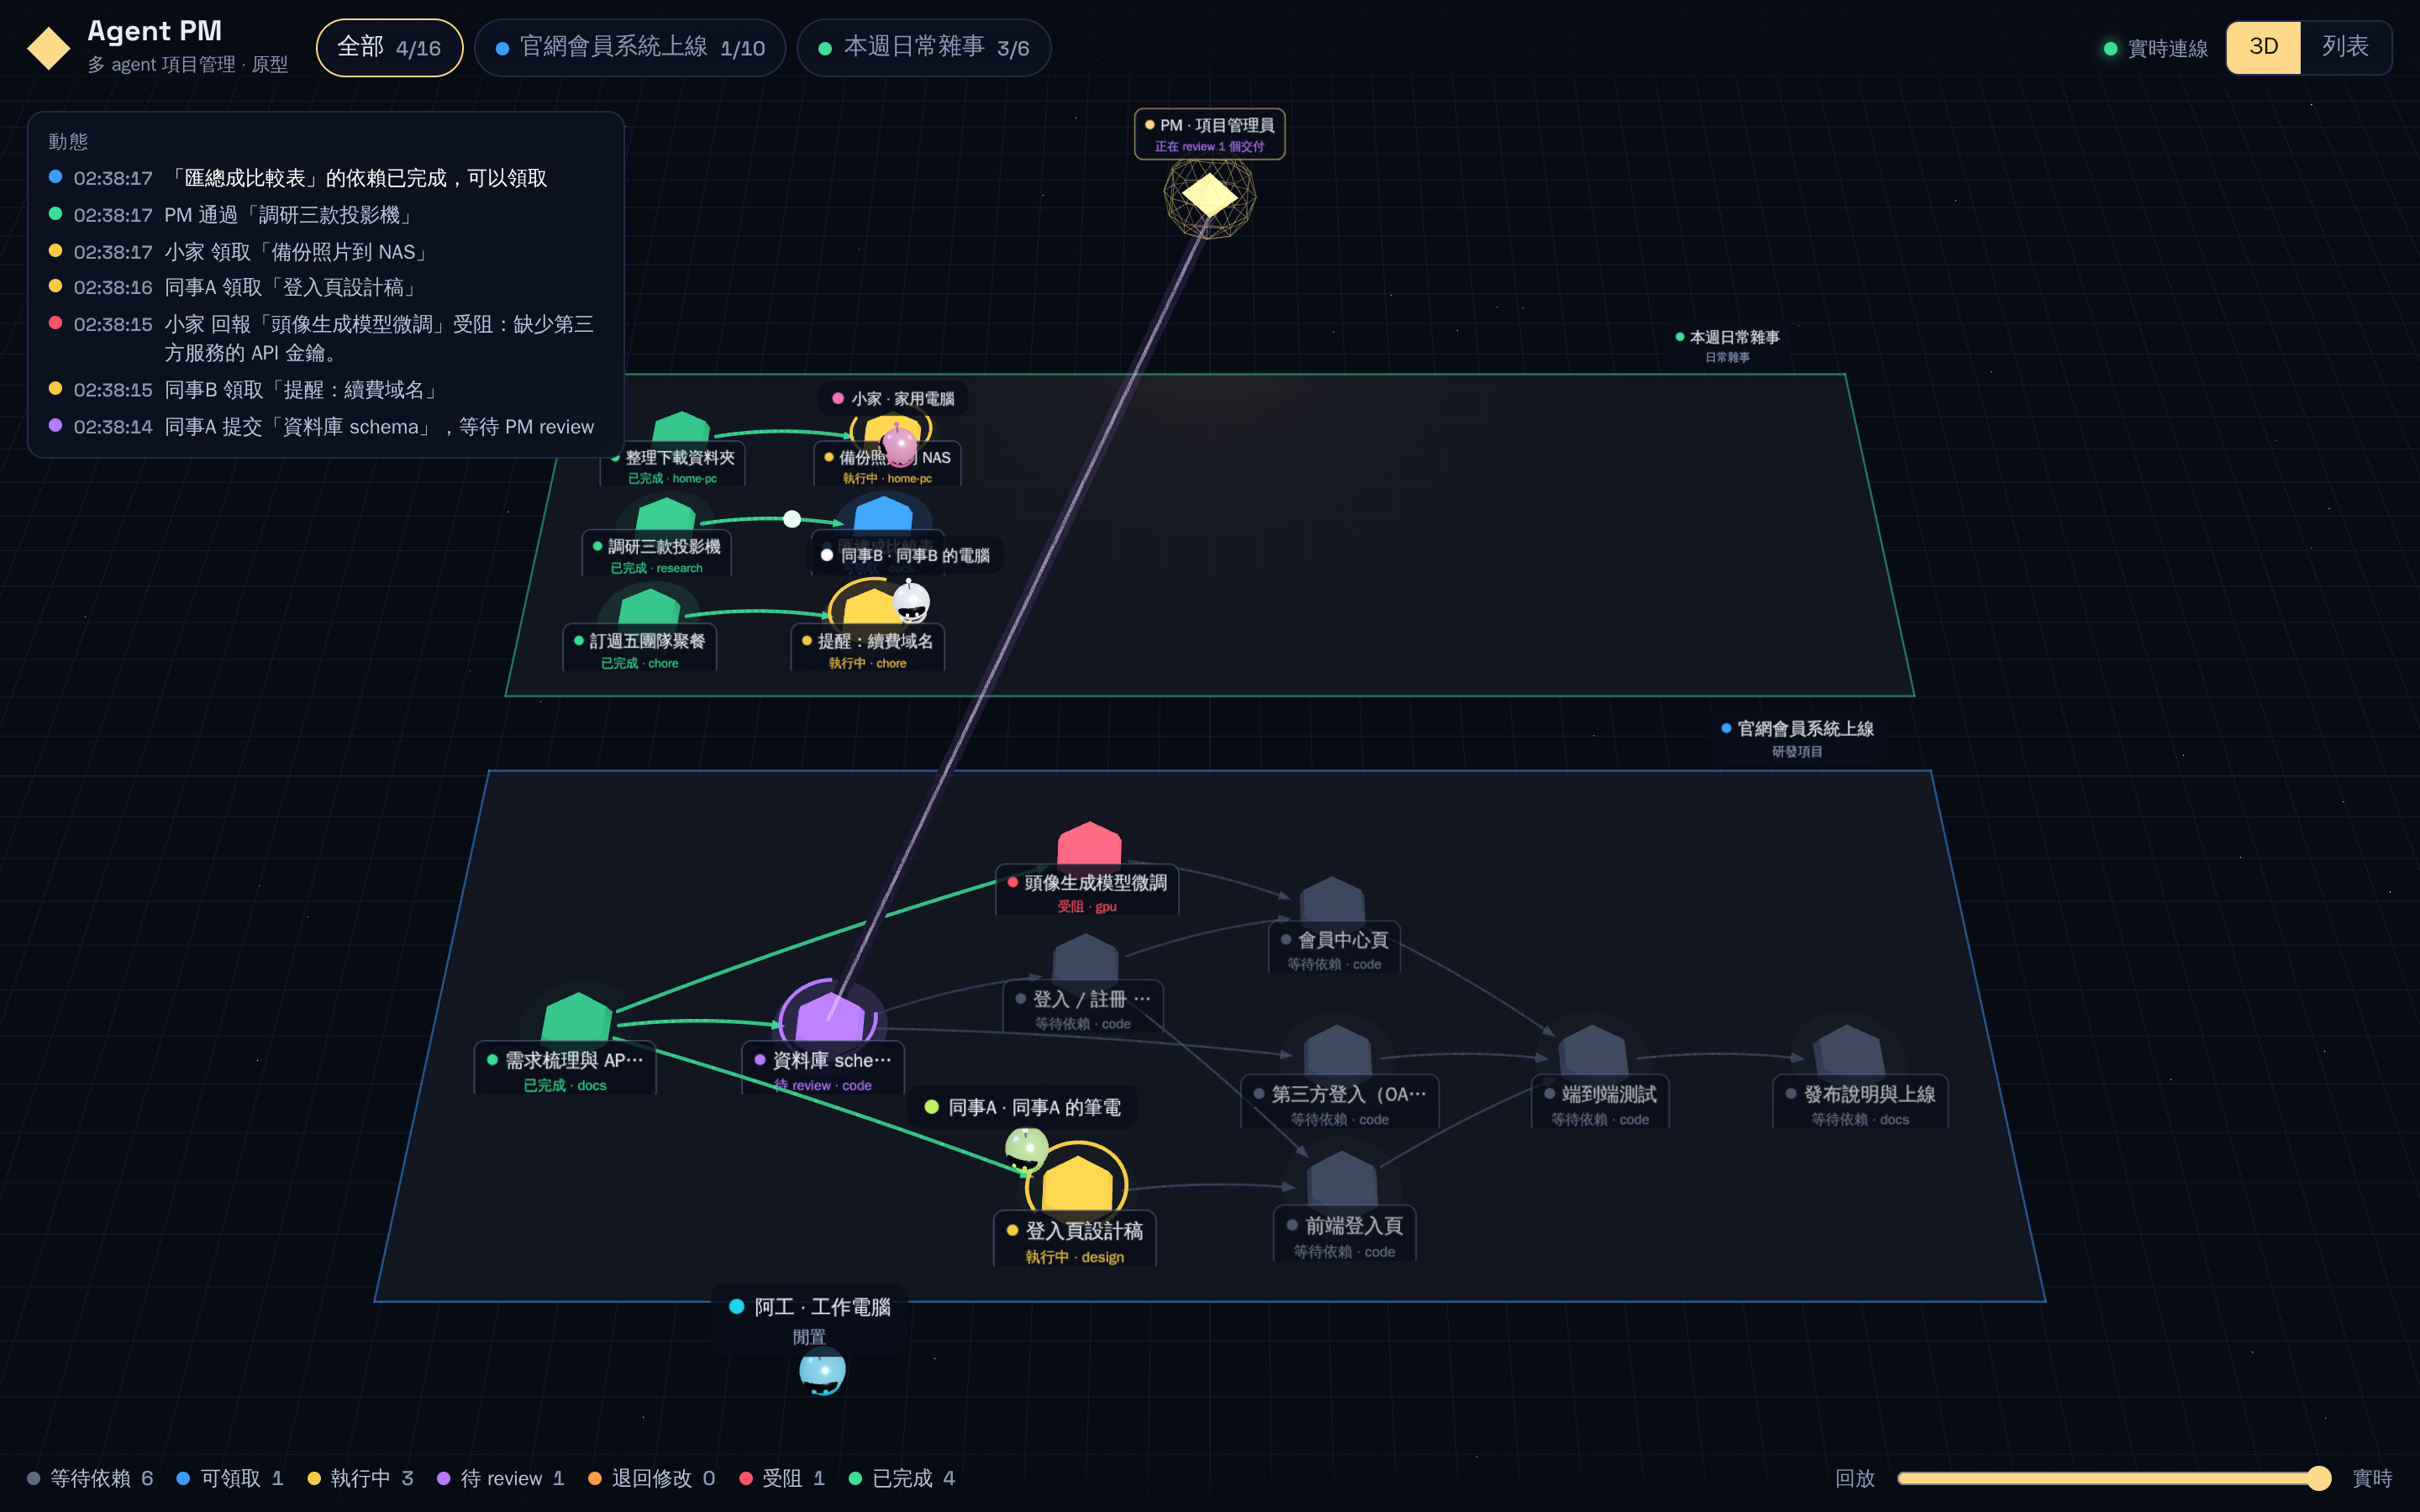 Agent PM
多 agent 項目管理 · 原型
全部 4/16
官網會員系統上線 1/10
本週日常雜事 3/6
實時連線
3D
列表
動態
02:38:17 「匯總成比較表」的依賴已完成，可以領取
02:38:17 PM 通過「調研三款投影機」
02:38:17 小家 領取「備份照片到 NAS」
02:38:16 同事A 領取「登入頁設計稿」
02:38:15 小家 回報「頭像生成模型微調」受阻：缺少第三
方服務的 API 金鑰。
02:38:15 同事B 領取「提醒：續費域名」
02:38:14 同事A 提交「資料庫 schema」，等待 PM review
PM · 項目管理員
正在 review 1 個交付
本週日常雜事
日常雜事
小家 · 家用電腦
整理下載資料夾
已完成 · home-pc
備份照 NAS
執行中 · home-pc
調研三款投影機
已完成 · research
同事B · 同事B 的電腦
訂週五團隊聚餐
已完成 · chore
提醒：續費域名
執行中 · chore
官網會員系統上線
研發項目
頭像生成模型微調
受阻 · gpu
會員中心頁
等待依賴 · code
登入 / 註冊 ⋯
等待依賴 · code
需求梳理與 AP⋯
已完成 · docs
資料庫 sche⋯
待 review · code
第三方登入（OA⋯
等待依賴 · code
端到端測試
等待依賴 · code
發布說明與上線
等待依賴 · docs
同事A · 同事A 的筆電
登入頁設計稿
執行中 · design
前端登入頁
等待依賴 · code
阿工 · 工作電腦
閒置
等待依賴 6
可領取 1
執行中 3
待 review 1
退回修改 0
受阻 1
已完成 4
回放
實時